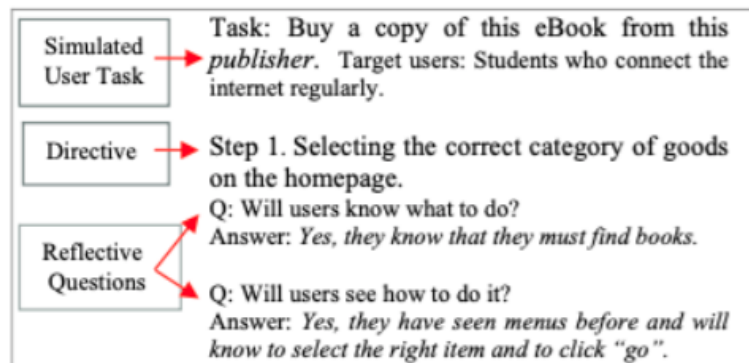 Simulated
User Task
Task: Buy a copy of this eBook from this
publisher. Target users: Students who connect the
internet regularly.
Directive
Step 1. Selecting the correct category of goods
on the homepage.
Reflective
Questions
Q: Will users know what to do?
Answer: Yes, they know that they must find books.
Q: Will users see how to do it?
Answer: Yes, they have seen menus before and will
know to select the right item and to click “go”.